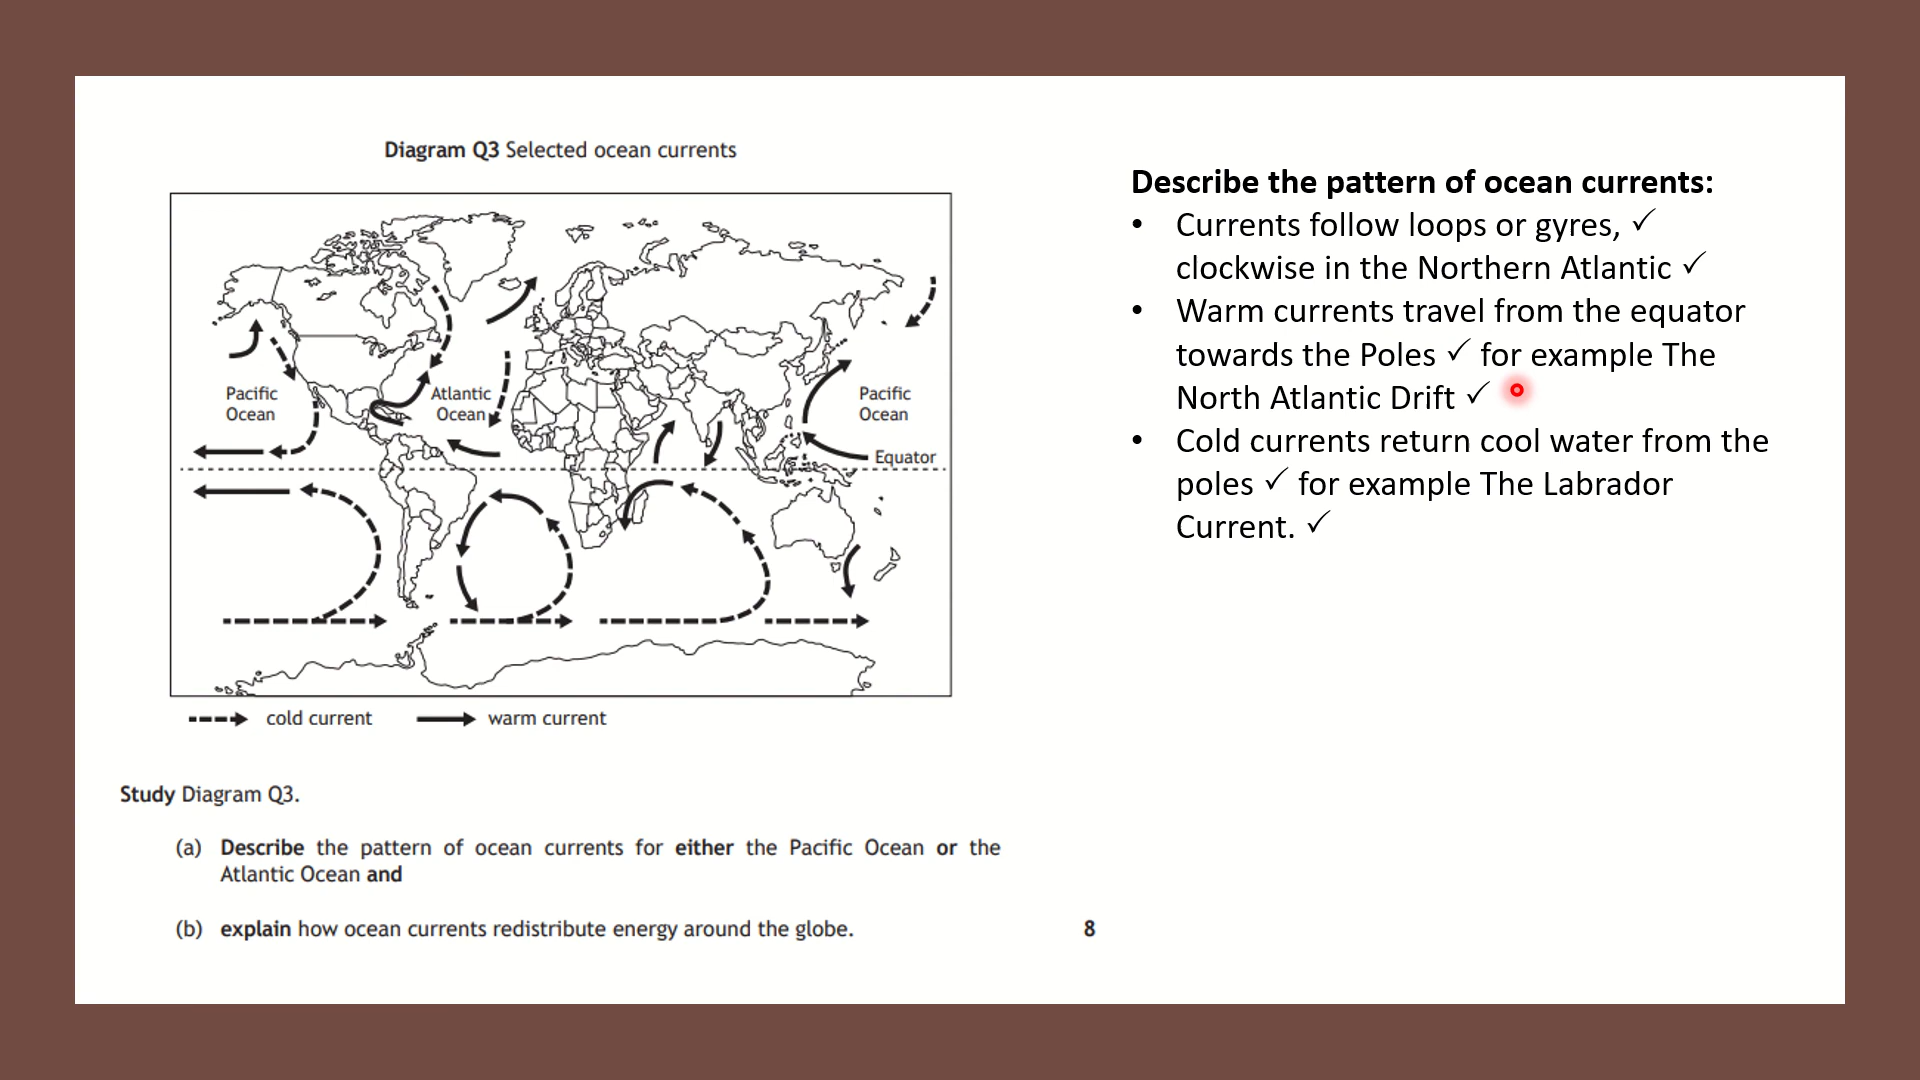 Diagram Q3 Selected ocean currents
Pacific
Ocean
Atlantic
Ocean
Pacific
Ocean
Equator
cold current
warm current
Study Diagram Q3.
(a) Describe the pattern of ocean currents for either the Pacific Ocean or the
Atlantic Ocean and
(b) explain how ocean currents redistribute energy around the globe. 8
Describe the pattern of ocean currents:
• Currents follow loops or gyres, ✓
clockwise in the Northern Atlantic ✓
• Warm currents travel from the equator
towards the Poles ✓ for example The
North Atlantic Drift ✓
• Cold currents return cool water from the
poles ✓ for example The Labrador
Current. ✓